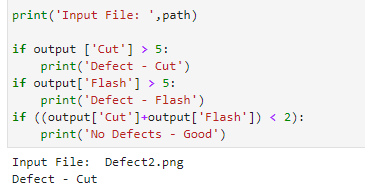 print('Input File: ',path)
if output ['Cut'] > 5:
    print('Defect - Cut')
if output['Flash'] > 5:
    print('Defect - Flash')
if ((output['Cut']+output['Flash']) < 2):
    print('No Defects - Good')
Input File:  Defect2.png
Defect - Cut